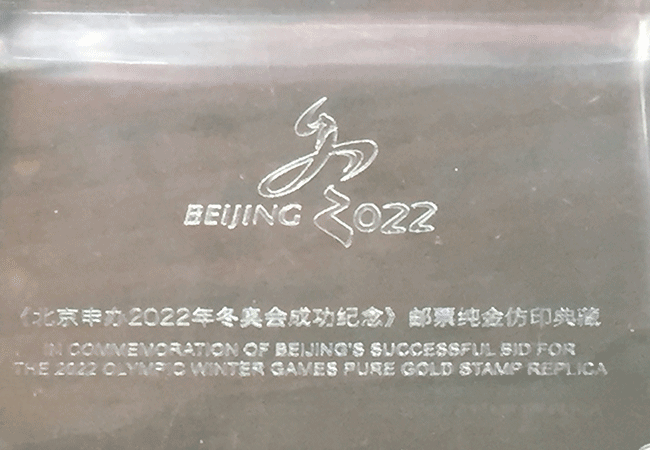 BEIJING 2022
《北京申办2022年冬奥会成功纪念》邮票纯金仿印典藏
IN COMMEMORATION OF BEIJING'S SUCCESSFUL BID FOR
THE 2022 OLYMPIC WINTER GAMES PURE GOLD STAMP REPLICA